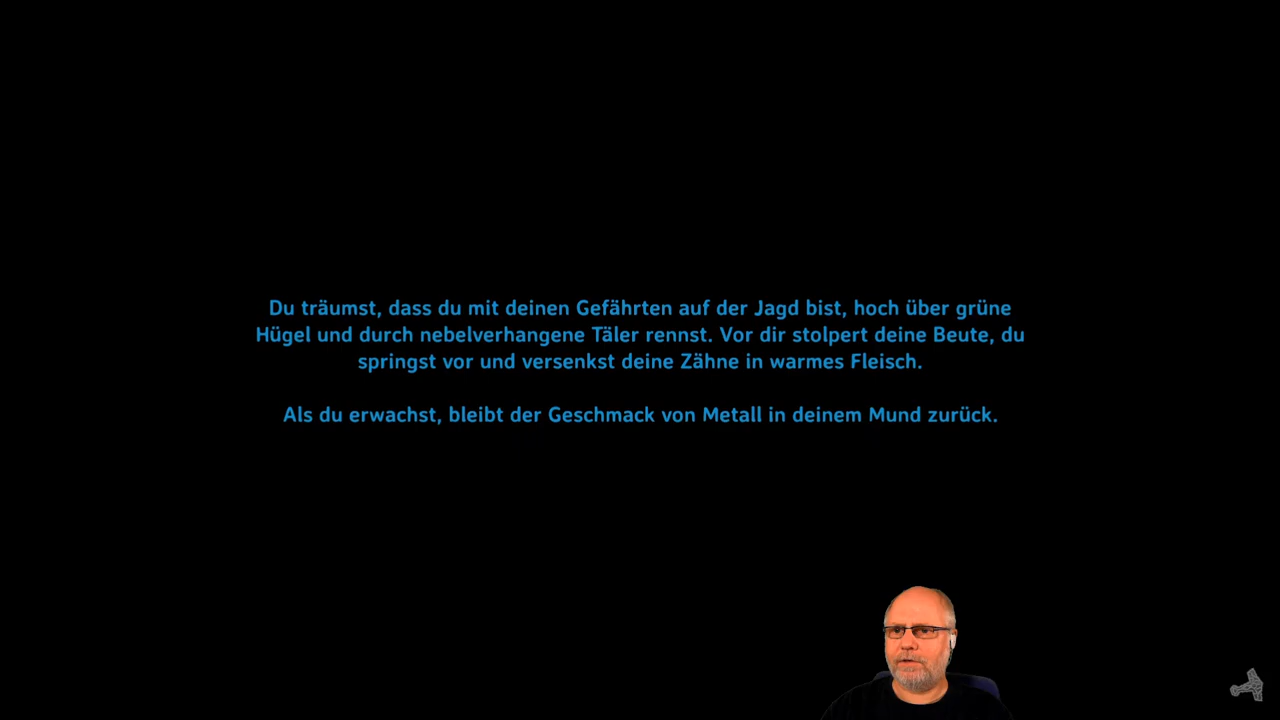 Du träumst, dass du mit deinen Gefährten auf der Jagd bist, hoch über grüne
Hügel und durch nebelverhangene Täler rennst. Vor dir stolpert deine Beute, du
springst vor und versenkst deine Zähne in warmes Fleisch.
Als du erwachst, bleibt der Geschmack von Metall in deinem Mund zurück.